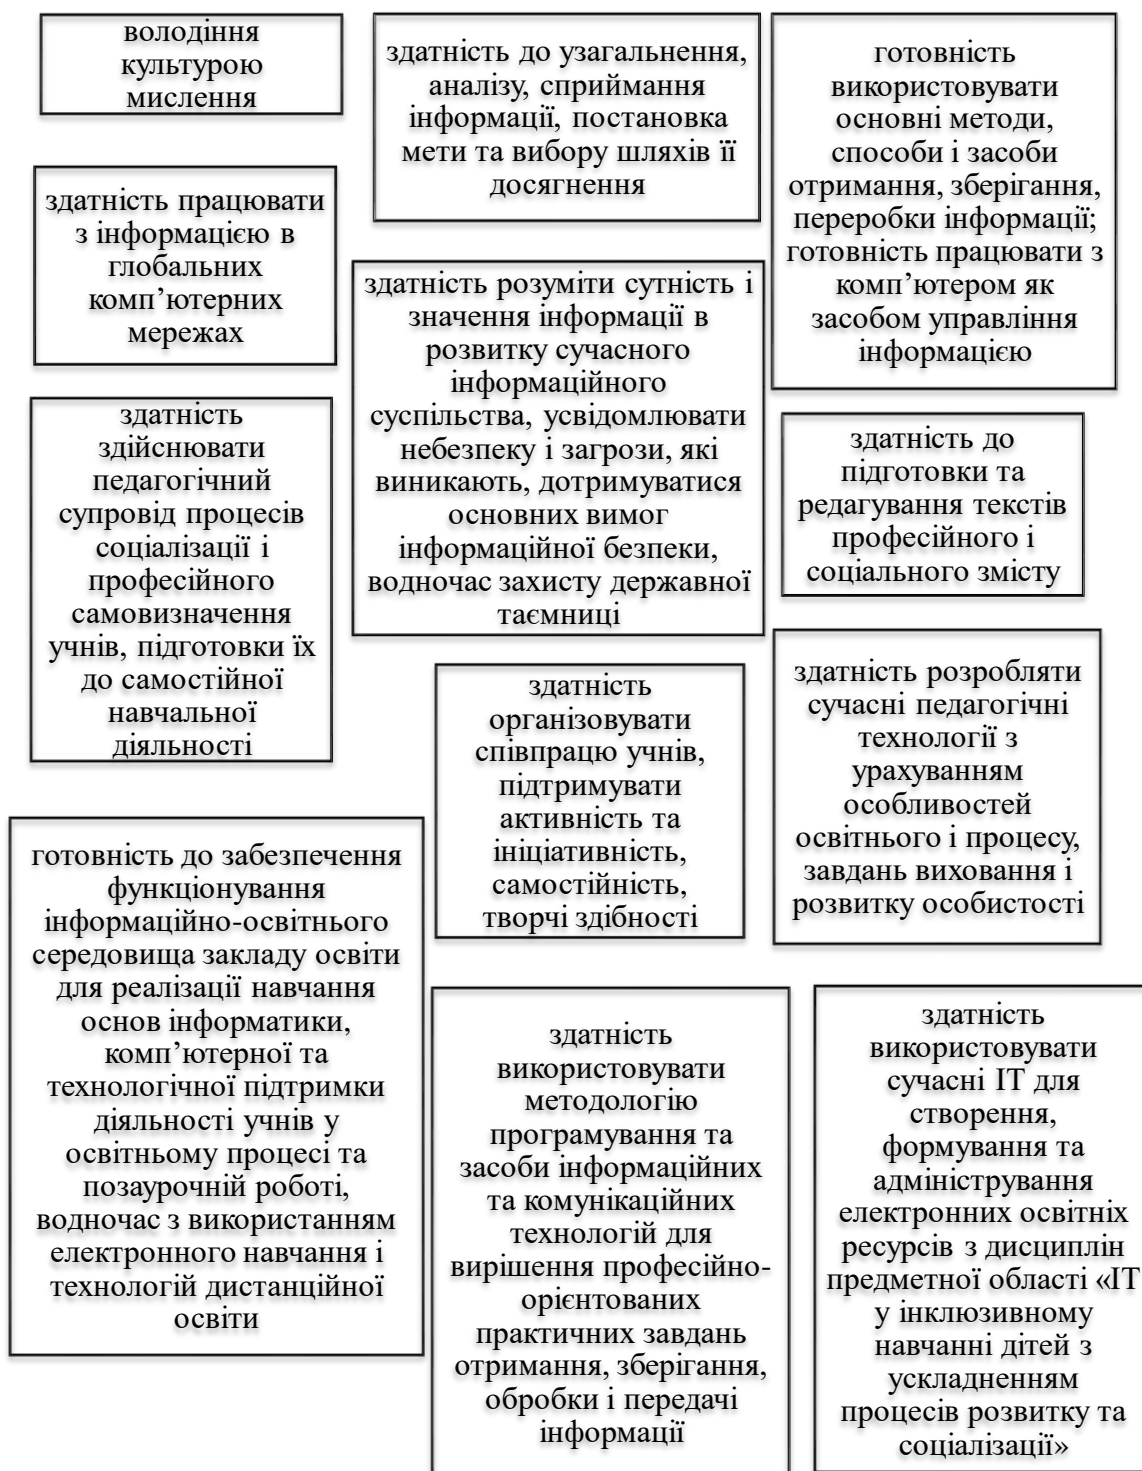 володіння
культурою
мислення
здатність до узагальнення,
аналізу, сприймання
інформації, постановка
мети та вибору шляхів її
досягнення
готовність
використовувати
основні методи,
способи і засоби
отримання, зберігання,
переробки інформації;
готовність працювати з
комп’ютером як
засобом управління
інформацією
здатність працювати
з інформацією в
глобальних
комп’ютерних
мережах
здатність розуміти сутність і
значення інформації в
розвитку сучасного
інформаційного
суспільства, усвідомлювати
небезпеку і загрози, які
виникають, дотримуватися
основних вимог
інформаційної безпеки,
водночас захисту державної
таємниці
здатність
здійснювати
педагогічний
супровід процесів
соціалізації і
професійного
самовизначення
учнів, підготовки їх
до самостійної
навчальної
діяльності
здатність до
підготовки та
редагування текстів
професійного і
соціального змісту
здатність
організовувати
співпрацю учнів,
підтримувати
активність та
ініціативність,
самостійність,
творчі здібності
здатність розробляти
сучасні педагогічні
технології з
урахуванням
особливостей
освітнього і процесу,
завдань виховання і
розвитку особистості
готовність до забезпечення
функціонування
інформаційно-освітнього
середовища закладу освіти
для реалізації навчання
основ інформатики,
комп’ютерної та
технологічної підтримки
діяльності учнів у
освітньому процесі та
позаурочній роботі,
водночас з використанням
електронного навчання і
технологій дистанційної
освіти
здатність
використовувати
методологію
програмування та
засоби інформаційних
та комунікаційних
технологій для
вирішення професійно-
орієнтованих
практичних завдань
отримання, зберігання,
обробки і передачі
інформації
здатність
використовувати
сучасні ІТ для
створення,
формування та
адміністрування
електронних освітніх
ресурсів з дисциплін
предметної області «ІТ
у інклюзивному
навчанні дітей з
ускладненням
процесів розвитку та
соціалізації»